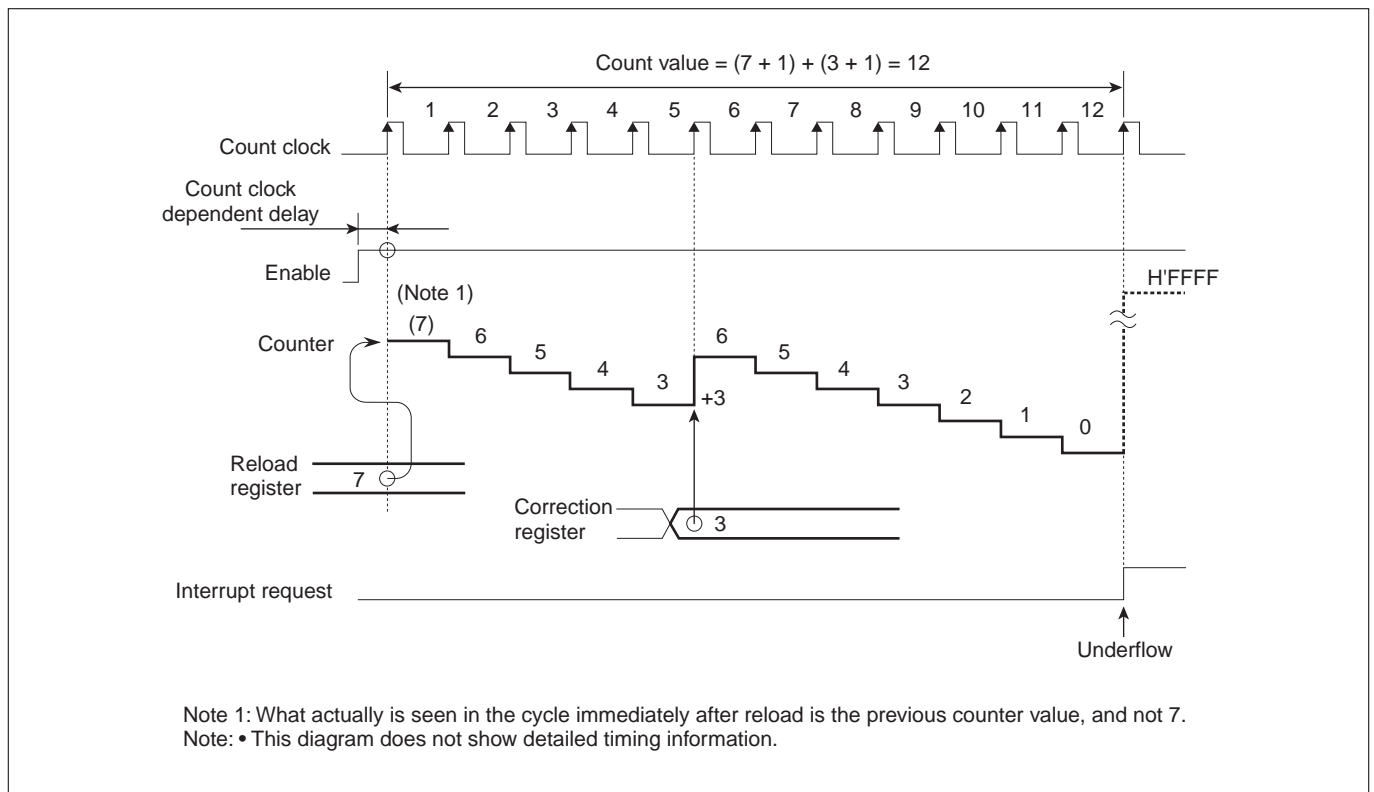 Count value = (7 + 1) + (3 + 1) = 12
1 2 3 4 5 6 7 8 9 10 11 12
Count clock
Count clock
dependent delay
Enable
H'FFFF
(Note 1)
(7)
Counter
6
5
4
3
+3
6
5
4
3
2
1
0
Reload
register
7
Correction
register
3
Interrupt request
Underflow
Note 1: What actually is seen in the cycle immediately after reload is the previous counter value, and not 7.
Note: • This diagram does not show detailed timing information.